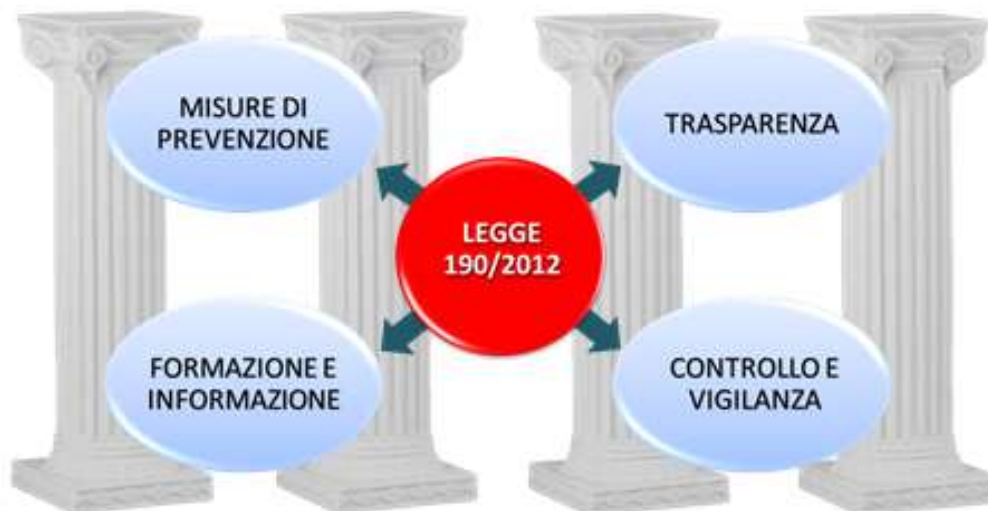 MISURE DI
PREVENZIONE
TRASPARENZA
LEGGE
190/2012
FORMAZIONE E
INFORMAZIONE
CONTROLLO E
VIGILANZA